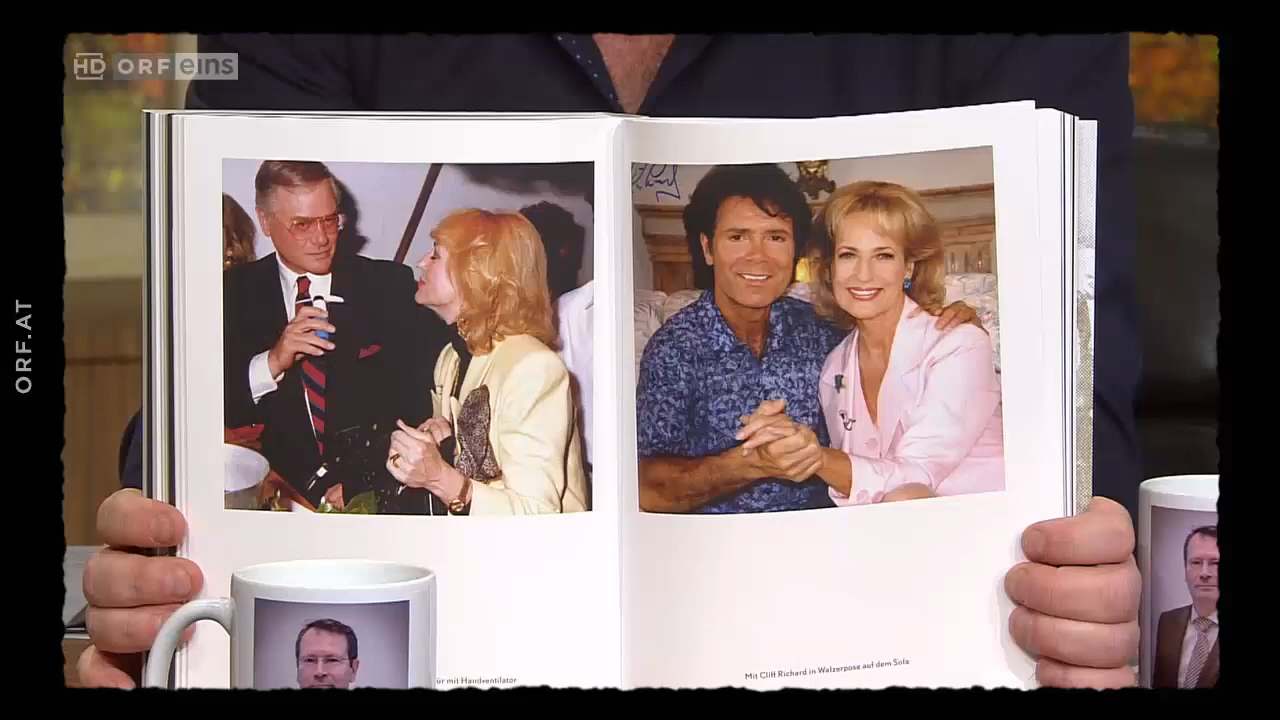 HD ORF eins
ORF.AT
ür mit Handventilator
Mit Cliff Richard in Walzerpose auf dem Sofa